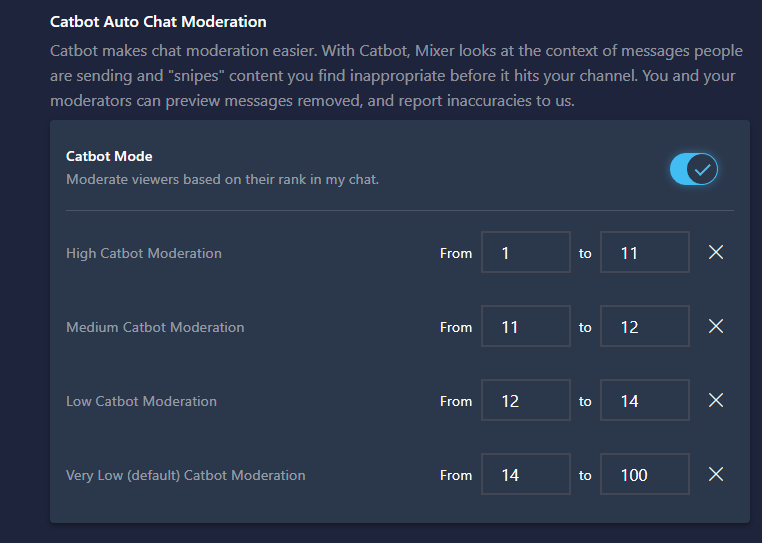 Catbot Auto Chat Moderation
Catbot makes chat moderation easier. With Catbot, Mixer looks at the context of messages people
are sending and "snipes" content you find inappropriate before it hits your channel. You and your
moderators can preview messages removed, and report inaccuracies to us.
Catbot Mode
Moderate viewers based on their rank in my chat.
High Catbot Moderation From 1 to 11
Medium Catbot Moderation From 11 to 12
Low Catbot Moderation From 12 to 14
Very Low (default) Catbot Moderation From 14 to 100